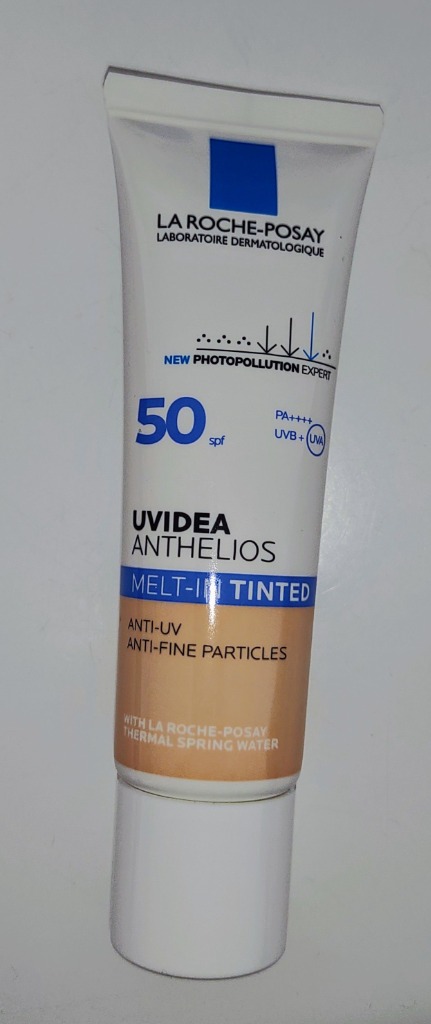 LA ROCHE-POSAY
LABORATOIRE DERMATOLOGIQUE
NEW PHOTOPOLLUTION EXPERT
50 spf
PA++++
UVB + UVA
UVIDEA
ANTHELIOS
MELT-IN TINTED
ANTI-UV
ANTI-FINE PARTICLES
WITH LA ROCHE-POSAY
THERMAL SPRING WATER